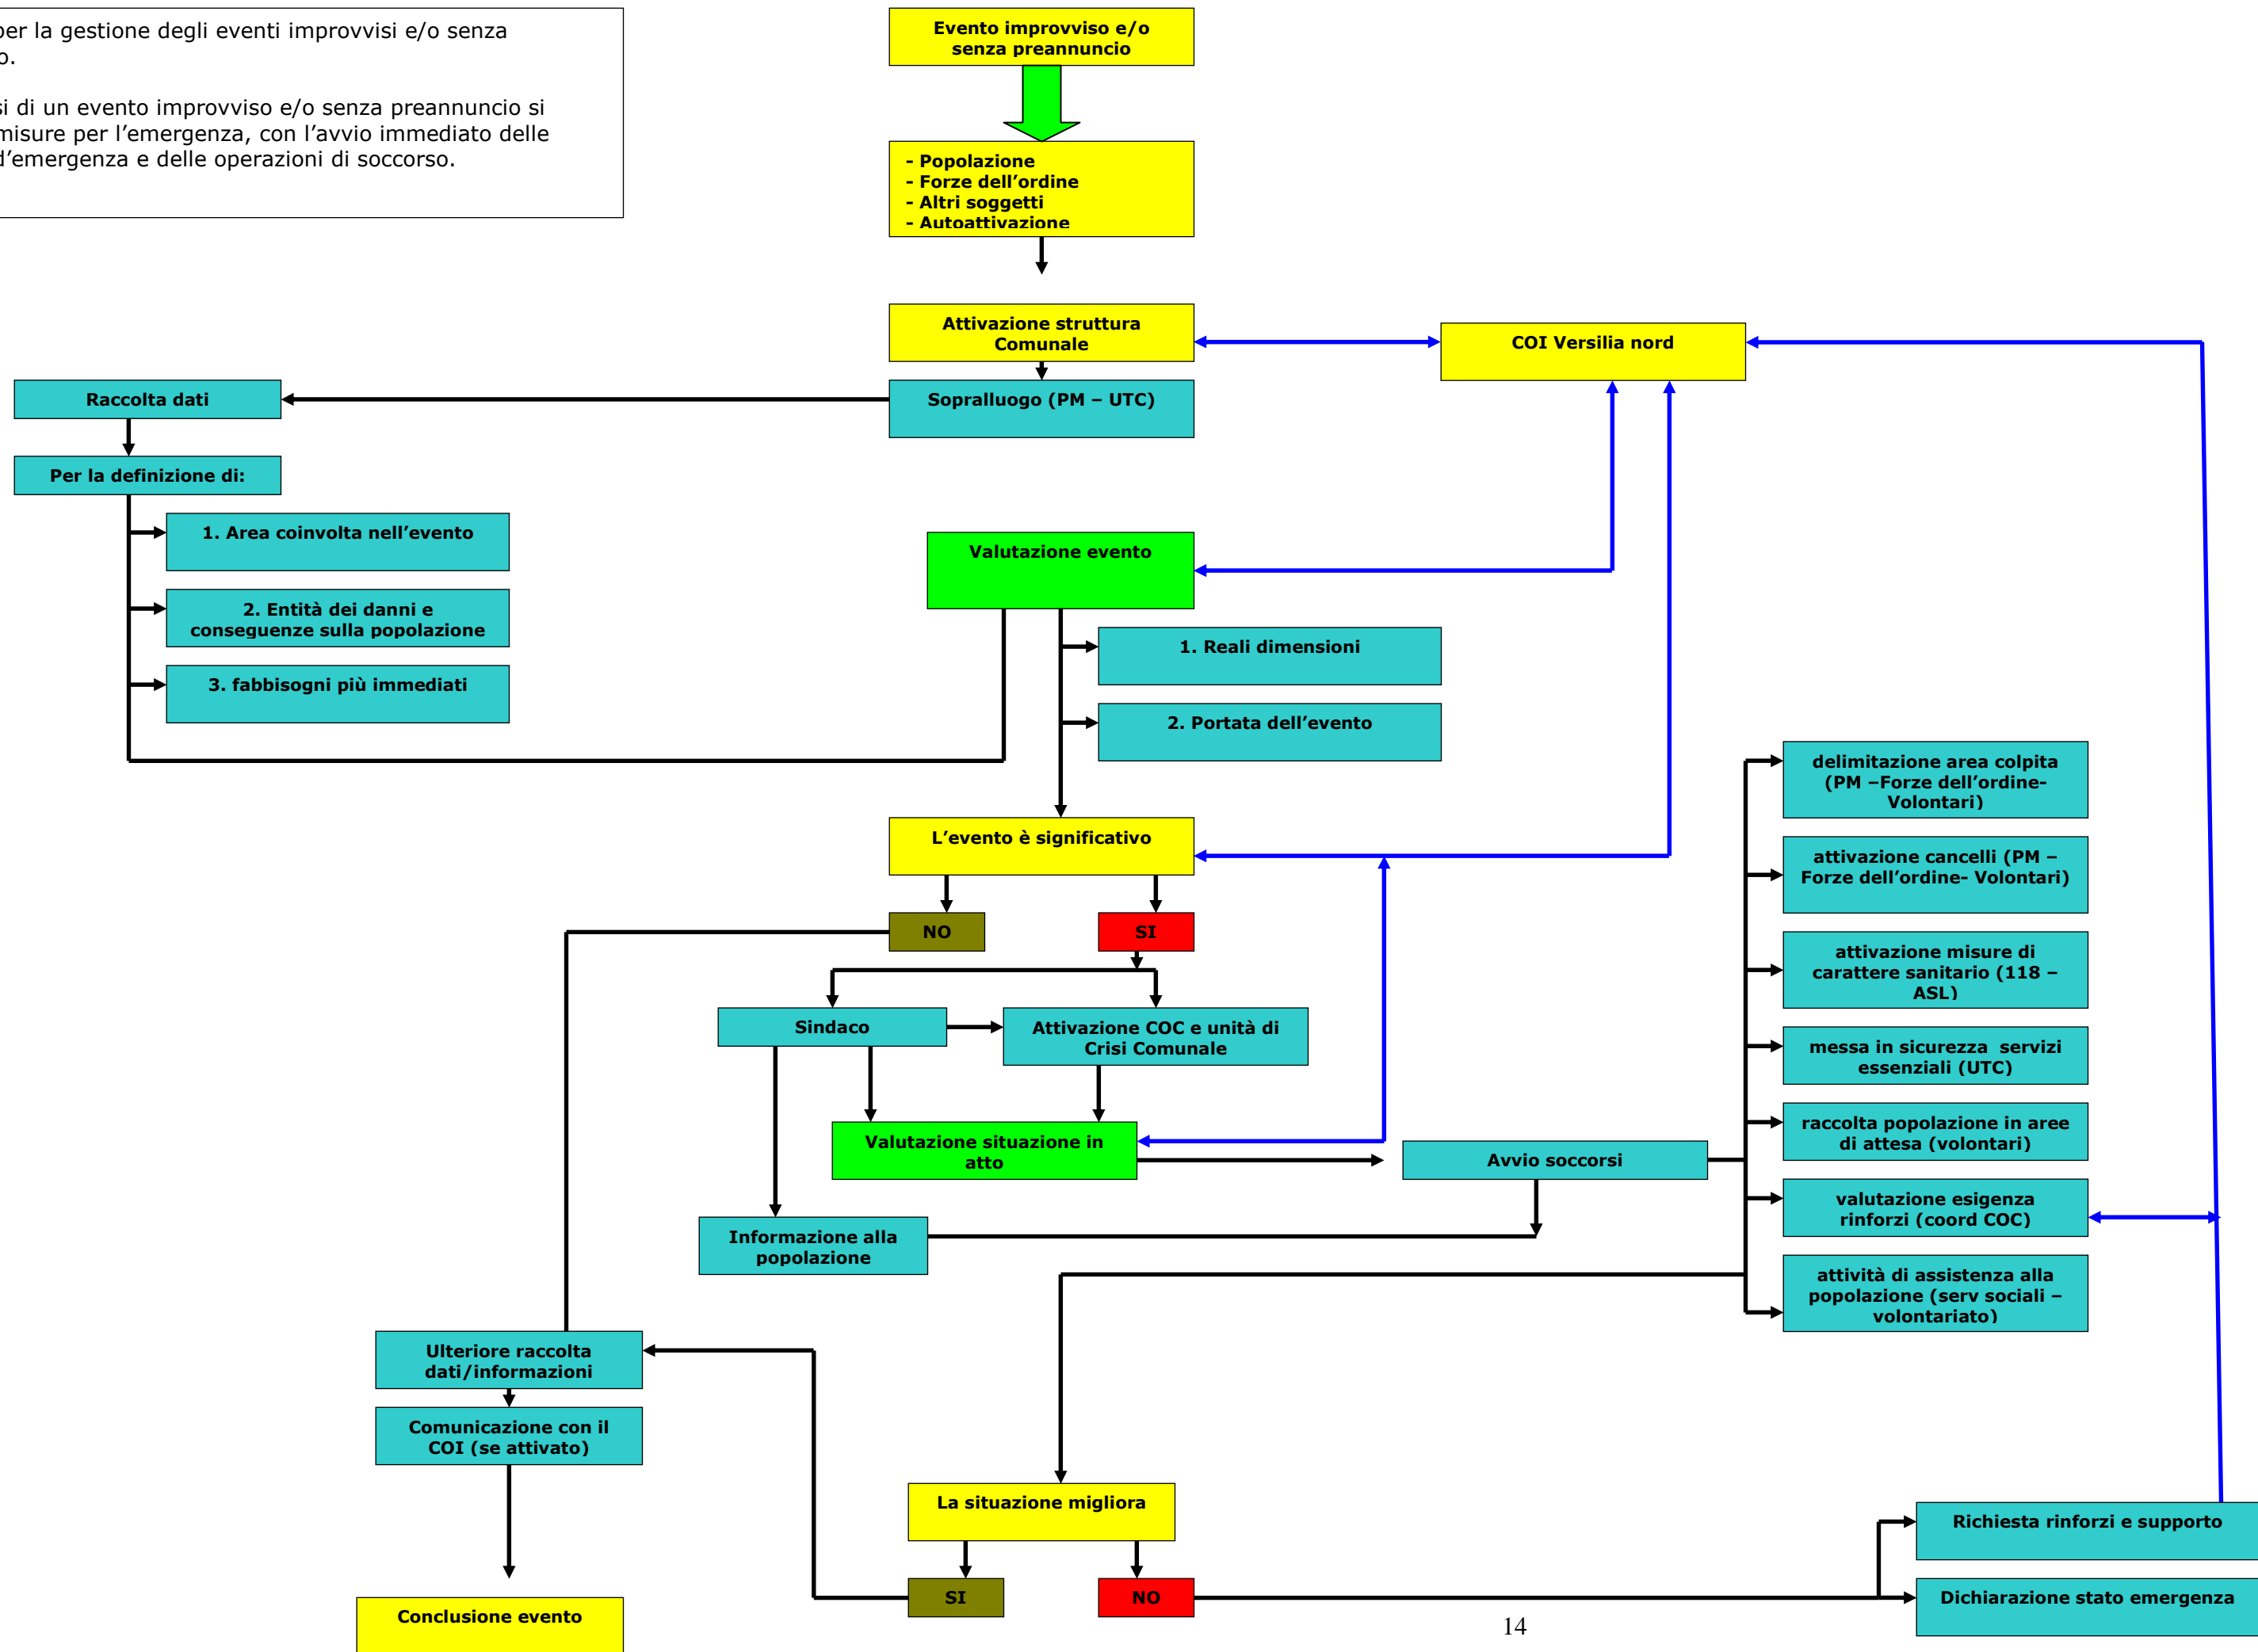 per la gestione degli eventi improvvisi e/o senza
o.
si di un evento improvviso e/o senza preannuncio si
misure per l'emergenza, con l'avvio immediato delle
d'emergenza e delle operazioni di soccorso.
Evento improvviso e/o
senza preannuncio
- Popolazione
- Forze dell'ordine
- Altri soggetti
- Autoattivazione
Attivazione struttura
Comunale
COI Versilia nord
Raccolta dati
Sopralluogo (PM – UTC)
Per la definizione di:
1. Area coinvolta nell'evento
2. Entità dei danni e
conseguenze sulla popolazione
3. fabbisogni più immediati
Valutazione evento
1. Reali dimensioni
2. Portata dell'evento
L'evento è significativo
NO
SI
Sindaco
Attivazione COC e unità di
Crisi Comunale
Valutazione situazione in
atto
Avvio soccorsi
Informazione alla
popolazione
delimitazione area colpita
(PM –Forze dell'ordine-
Volontari)
attivazione cancelli (PM –
Forze dell'ordine- Volontari)
attivazione misure di
carattere sanitario (118 –
ASL)
messa in sicurezza  servizi
essenziali (UTC)
raccolta popolazione in aree
di attesa (volontari)
valutazione esigenza
rinforzi (coord COC)
attività di assistenza alla
popolazione (serv sociali –
volontariato)
Ulteriore raccolta
dati/informazioni
Comunicazione con il
COI (se attivato)
Conclusione evento
La situazione migliora
SI
NO
Richiesta rinforzi e supporto
Dichiarazione stato emergenza
14